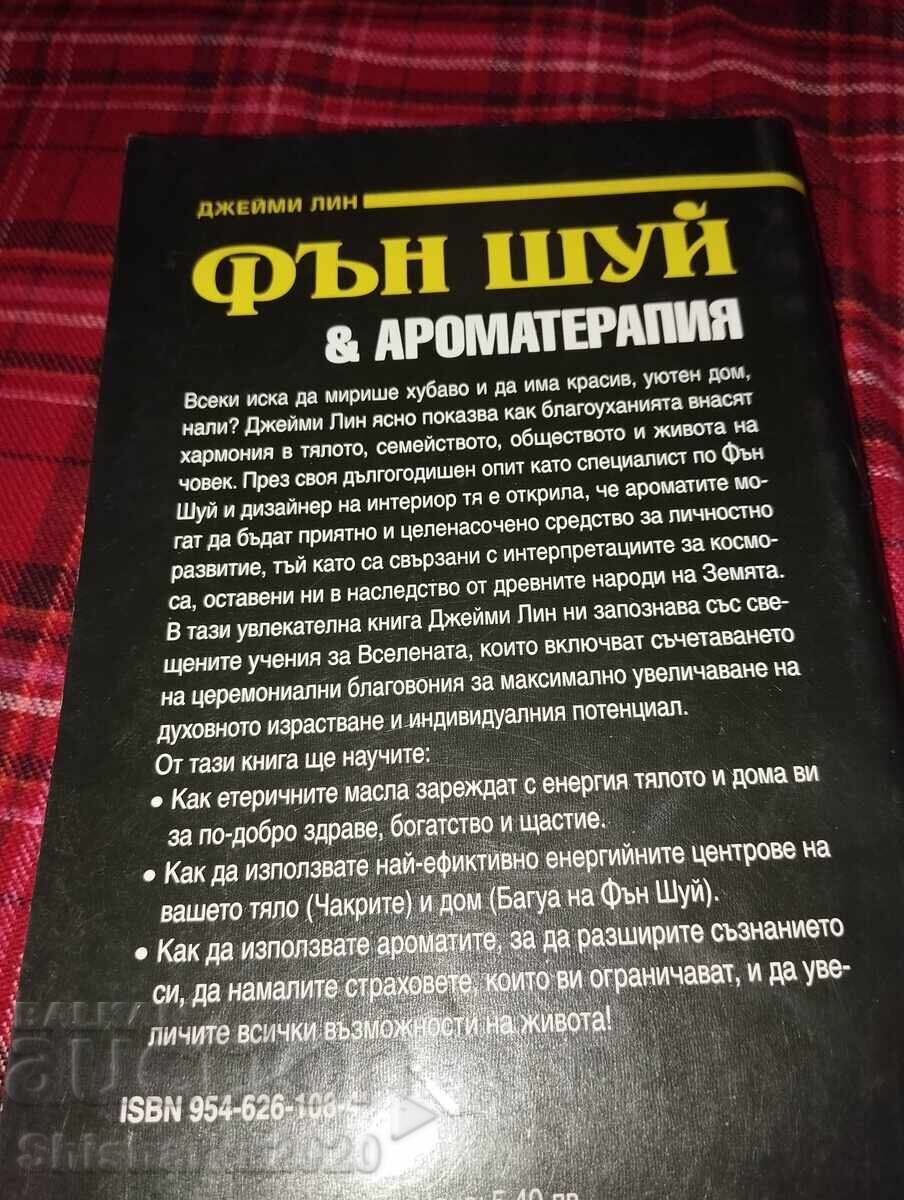 ДЖЕЙМИ ЛИН
ФЪН ШУЙ
& АРОМАТЕРАПИЯ
Всеки иска да мирише хубаво и да има красив, уютен дом,
нали? Джейми Лин ясно показва как благоуханията внасят
хармония в тялото, семейството, обществото и живота на
човек. През своя дългогодишен опит като специалист по Фън
Шуй и дизайнер на интериор тя е открила, че ароматите мо-
гат да бъдат приятно и целенасочено средство за личностно
развитие, тъй като са свързани с интерпретациите за космо-
са, оставени ни в наследство от древните народи на Земята.
В тази увлекателна книга Джейми Лин ни запознава със све-
щените учения за Вселената, които включват съчетаването
на церемониални благовония за максимално увеличаване на
духовното израстване и индивидуалния потенциал.
От тази книга ще научите:
• Как етеричните масла зареждат с енергия тялото и дома ви
за по-добро здраве, богатство и щастие.
• Как да използвате най-ефиктивно енергийните центрове на
вашето тяло (Чакрите) и дом (Багуа на Фън Шуй).
• Как да използвате ароматите, за да разширите съзнанието
си, да намалите страховете, които ви ограничават, и да уве-
личите всички възможности на живота!
BALKAN
auction
ISBN 954-626-108-
5,40 лв.